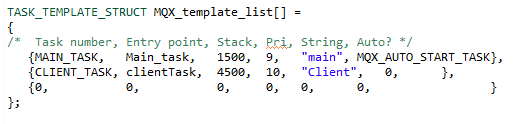 TASK_TEMPLATE_STRUCT MQX_template_list[] =
{
/*  Task number, Entry point, Stack, Pri, String, Auto? */
   {MAIN_TASK,   Main_task,   1500, 9,   "main", MQX_AUTO_START_TASK},
   {CLIENT_TASK, clientTask,  4500, 10,  "Client",   0,      },
   {0,           0,           0,    0,   0,      0,                 }
};